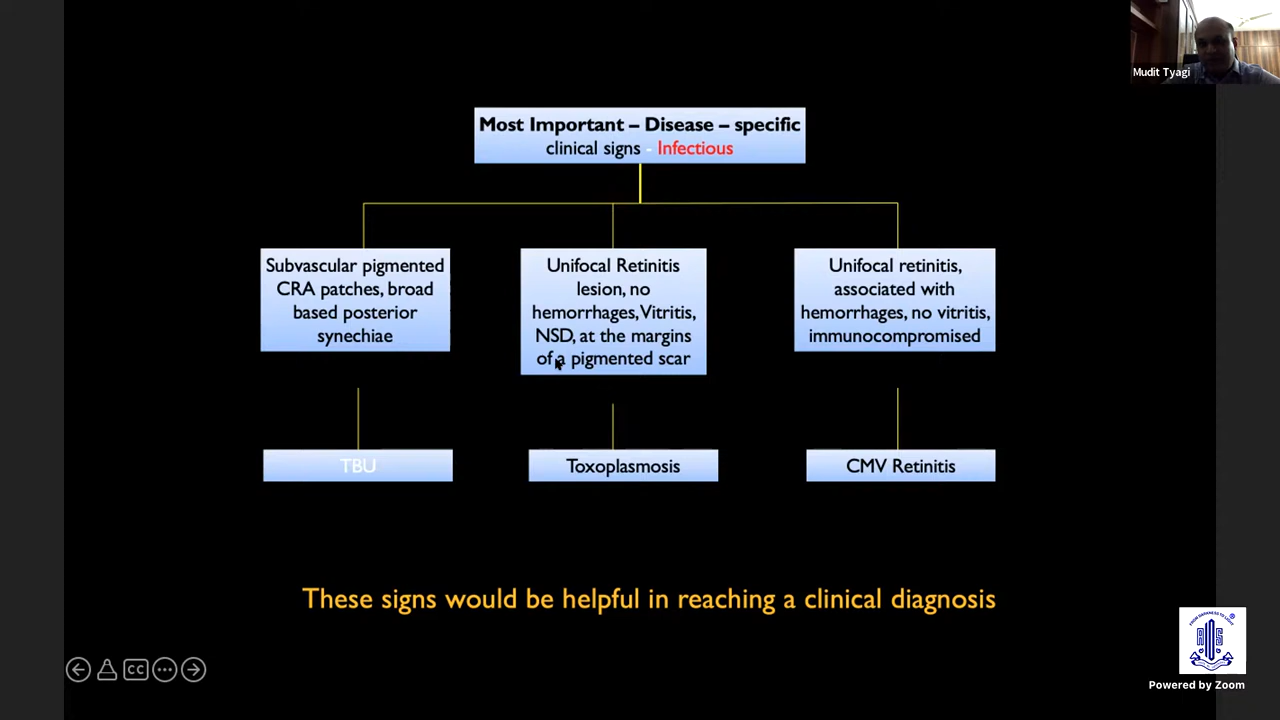 Mudit Tyagi
Most Important – Disease – specific
clinical signs - Infectious
Subvascular pigmented
CRA patches, broad
based posterior
synechiae
Unifocal Retinitis
lesion, no
hemorrhages, Vitritis,
NSD, at the margins
of a pigmented scar
Unifocal retinitis,
associated with
hemorrhages, no vitritis,
immunocompromised
TBU
Toxoplasmosis
CMV Retinitis
These signs would be helpful in reaching a clinical diagnosis
CC
Powered by Zoom